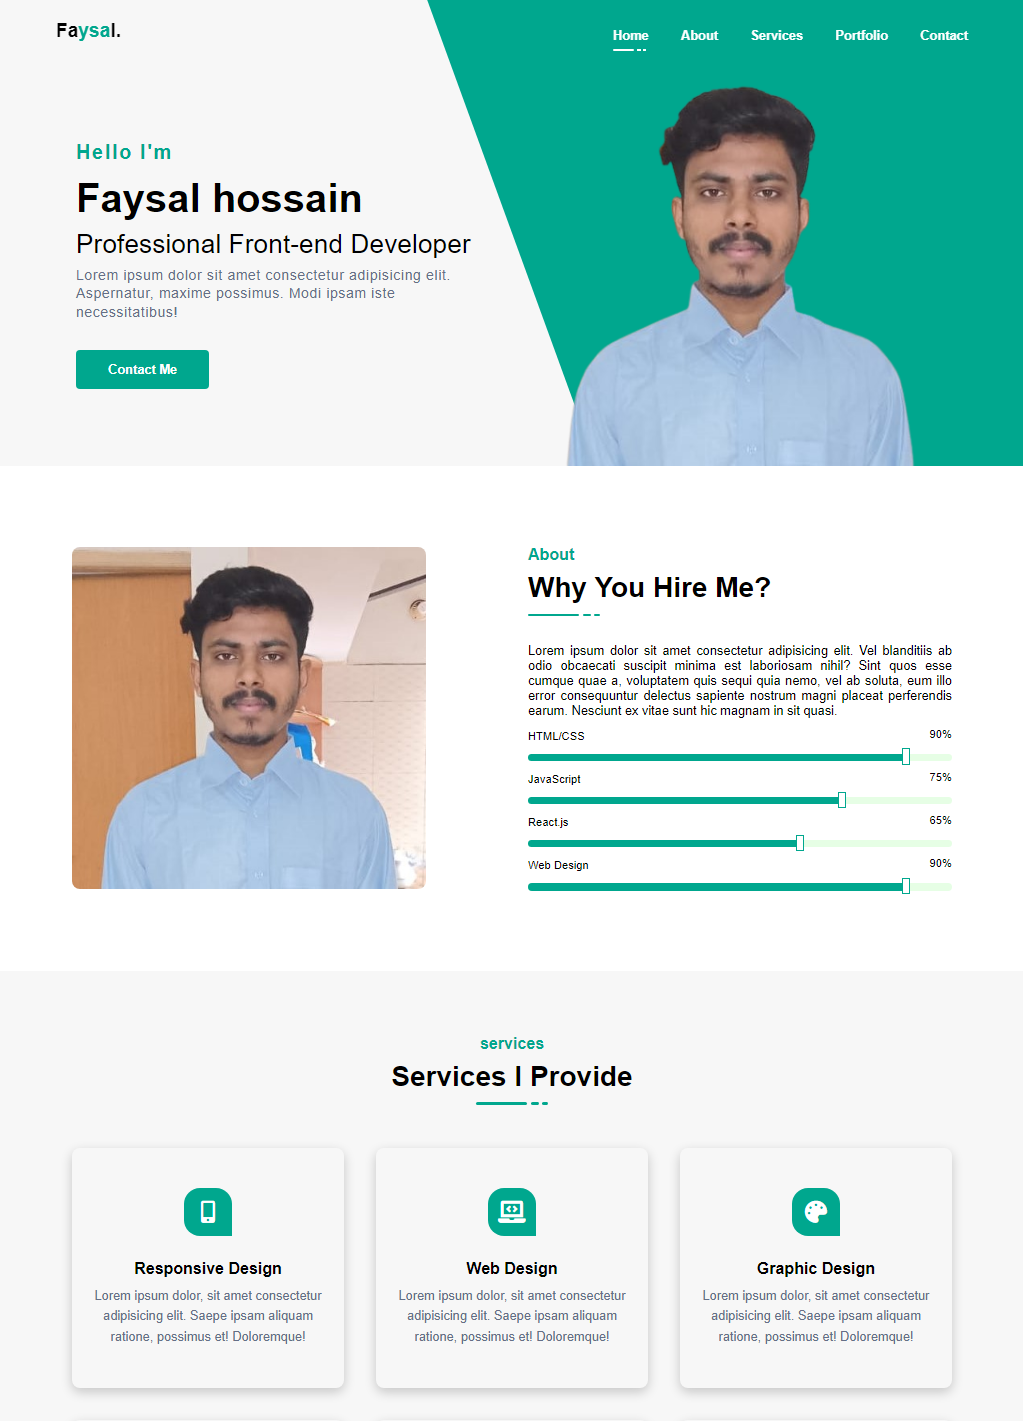 Faysal.
Home About Services Portfolio Contact
Hello I'm
Faysal hossain
Professional Front-end Developer
Lorem ipsum dolor sit amet consectetur adipisicing elit.
Aspernatur, maxime possimus. Modi ipsam iste
necessitatibus!
Contact Me
About
Why You Hire Me?
Lorem ipsum dolor sit amet consectetur adipisicing elit. Vel blanditiis ab
odio obcaecati suscipit minima est laboriosam nihil? Sint quos esse
cumque quae a, voluptatem quis sequi quia nemo, vel ab soluta, eum illo
error consequuntur delectus sapiente nostrum magni placeat perferendis
earum. Nesciunt ex vitae sunt hic magnam in sit quasi.
HTML/CSS 90%
JavaScript 75%
React.js 65%
Web Design 90%
services
Services I Provide
Responsive Design
Lorem ipsum dolor, sit amet consectetur
adipisicing elit. Saepe ipsam aliquam
ratione, possimus et! Doloremque!
Web Design
Lorem ipsum dolor, sit amet consectetur
adipisicing elit. Saepe ipsam aliquam
ratione, possimus et! Doloremque!
Graphic Design
Lorem ipsum dolor, sit amet consectetur
adipisicing elit. Saepe ipsam aliquam
ratione, possimus et! Doloremque!